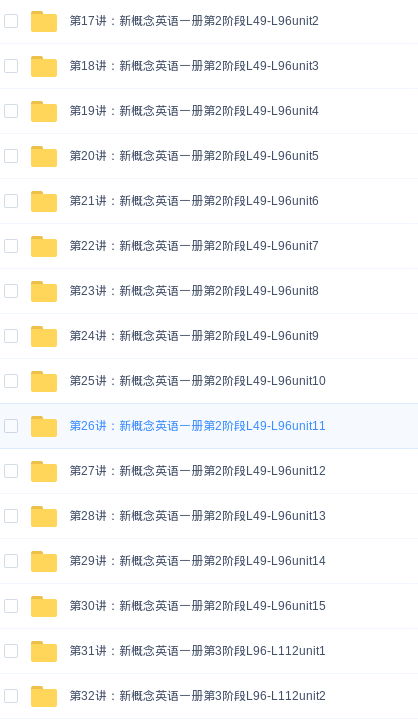 第17讲：新概念英语一册第2阶段L49-L96unit2
第18讲：新概念英语一册第2阶段L49-L96unit3
第19讲：新概念英语一册第2阶段L49-L96unit4
第20讲：新概念英语一册第2阶段L49-L96unit5
第21讲：新概念英语一册第2阶段L49-L96unit6
第22讲：新概念英语一册第2阶段L49-L96unit7
第23讲：新概念英语一册第2阶段L49-L96unit8
第24讲：新概念英语一册第2阶段L49-L96unit9
第25讲：新概念英语一册第2阶段L49-L96unit10
第26讲：新概念英语一册第2阶段L49-L96unit11
第27讲：新概念英语一册第2阶段L49-L96unit12
第28讲：新概念英语一册第2阶段L49-L96unit13
第29讲：新概念英语一册第2阶段L49-L96unit14
第30讲：新概念英语一册第2阶段L49-L96unit15
第31讲：新概念英语一册第3阶段L96-L112unit1
第32讲：新概念英语一册第3阶段L96-L112unit2